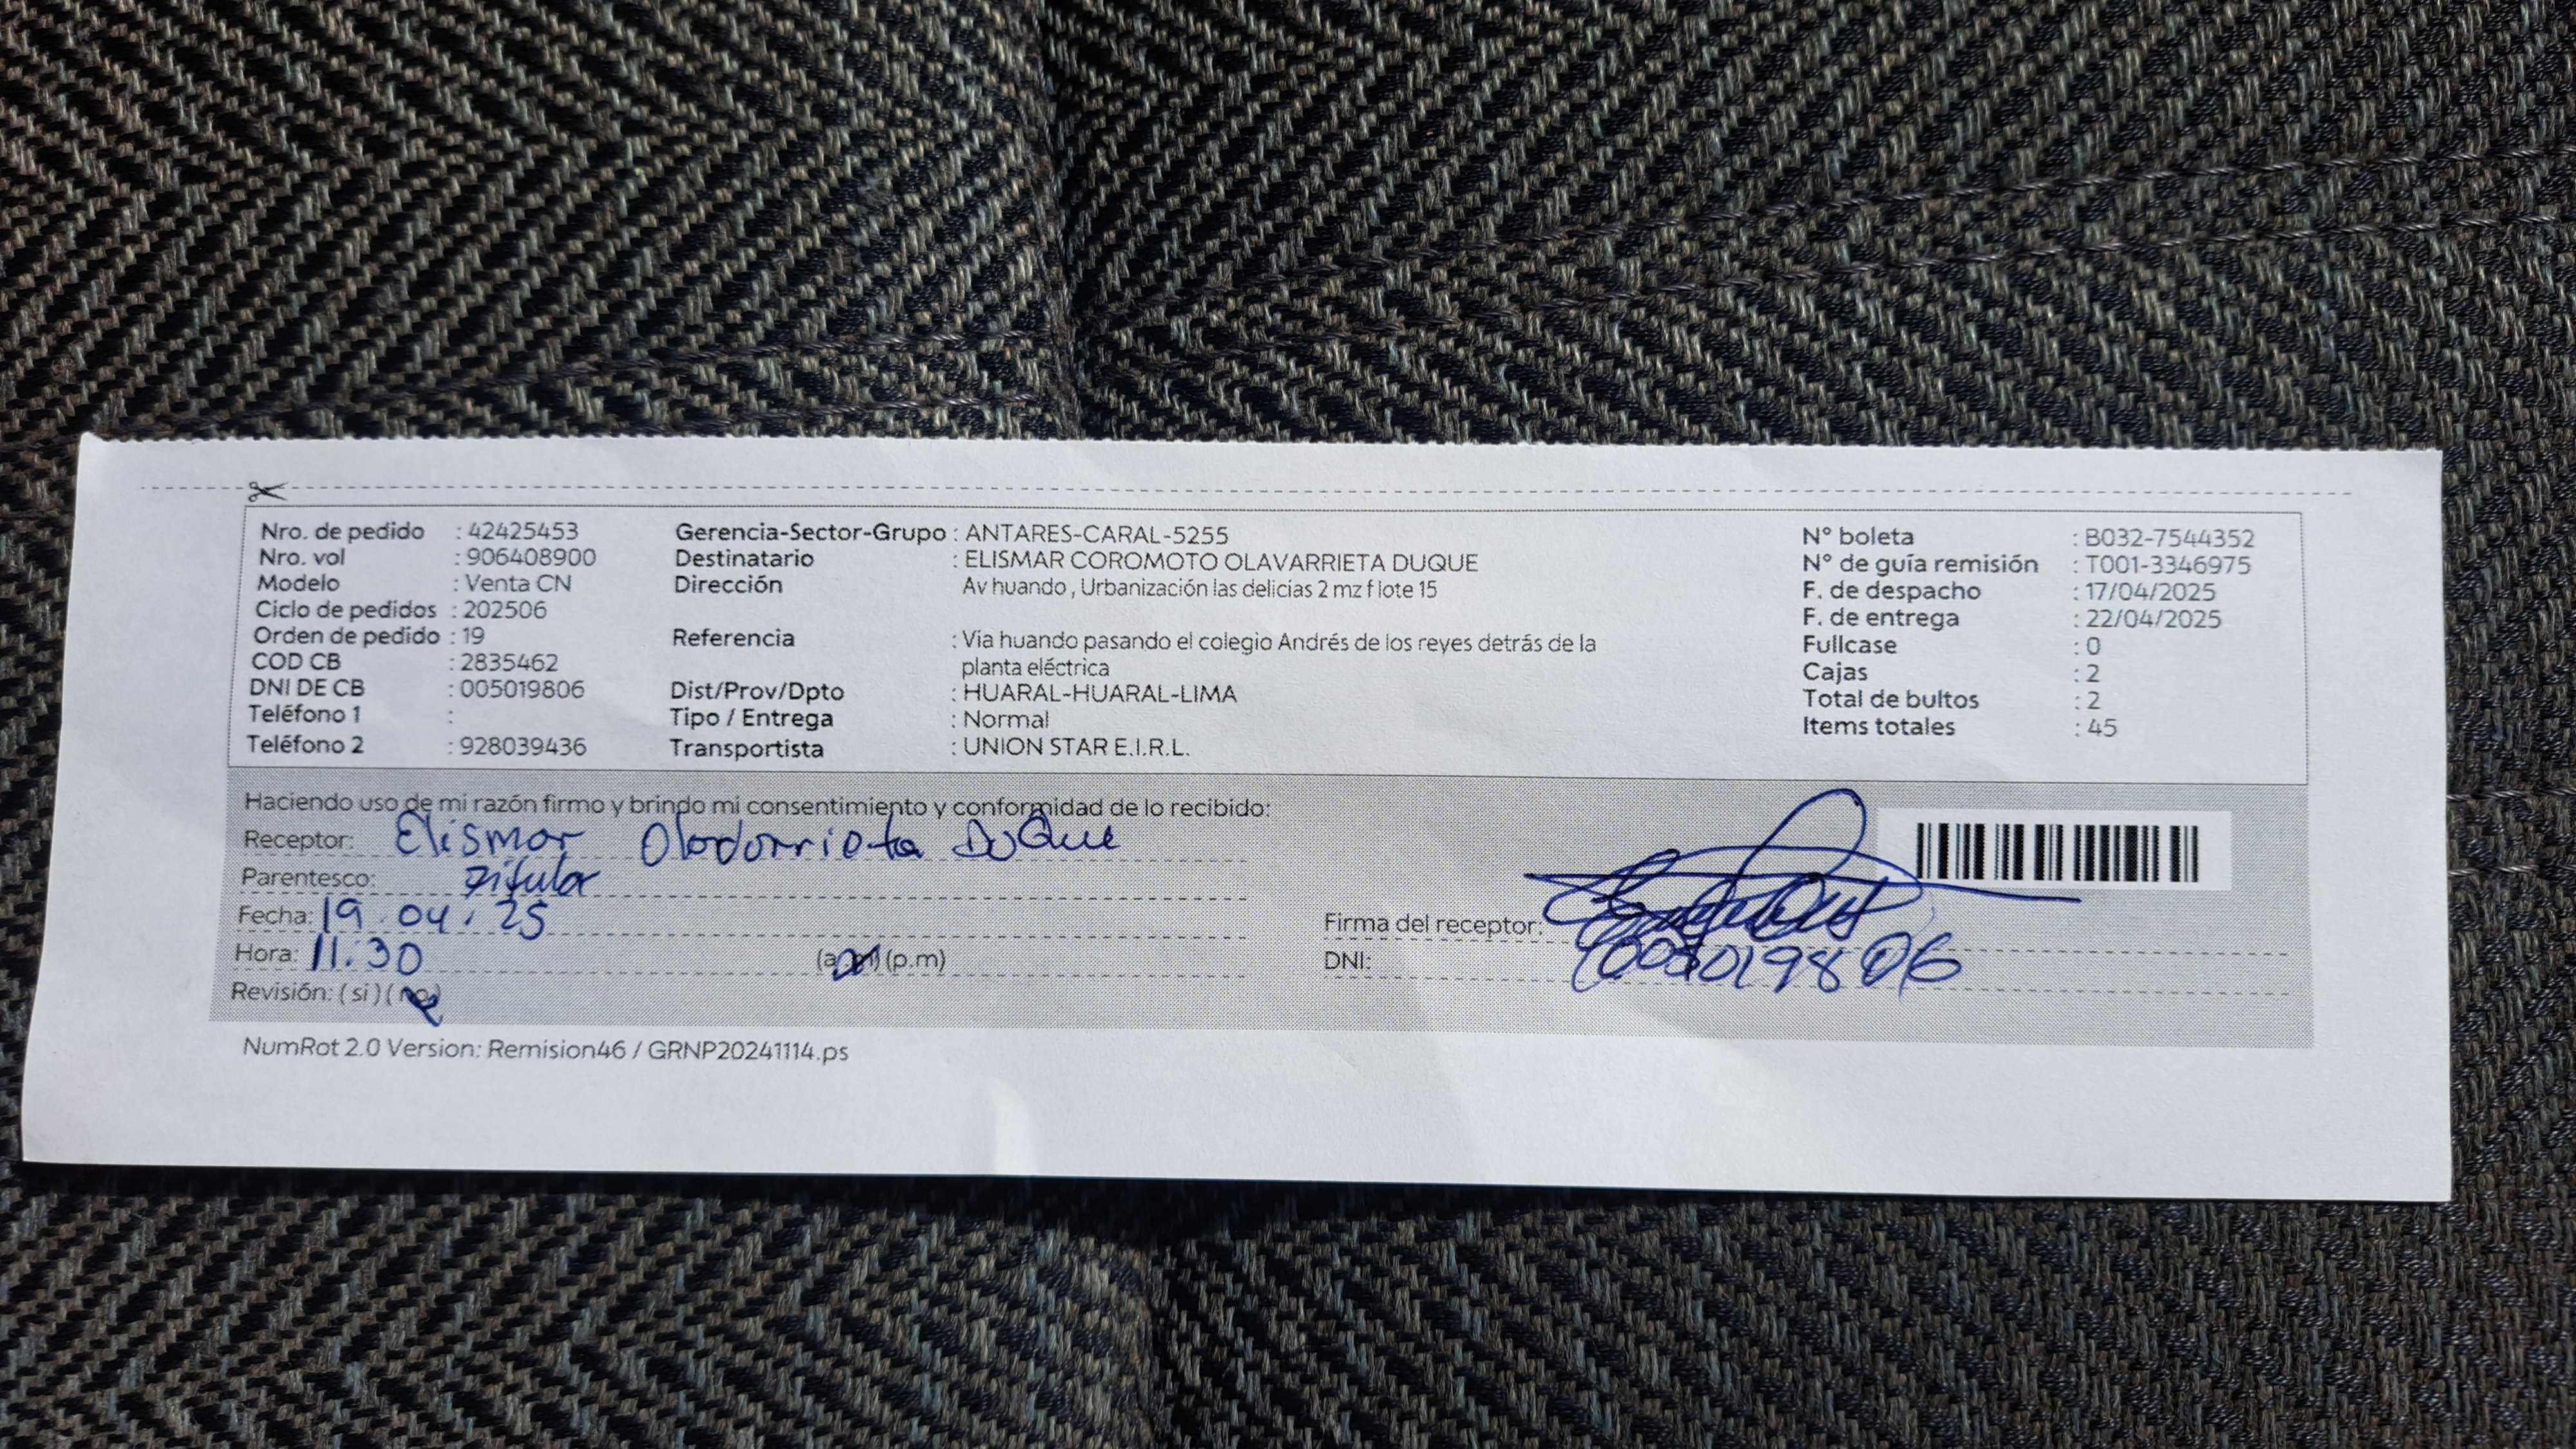 Nro. de pedido : 42425453
Nro. vol : 906408900
Modelo : Venta CN
Ciclo de pedidos : 202506
Orden de pedido : 19
COD CB : 2835462
DNI DE CB : 005019806
Teléfono 1 :
Teléfono 2 : 928039436
Gerencia-Sector-Grupo : ANTARES-CARAL-5255
Destinatario : ELISMAR COROMOTO OLAVARRIETA DUQUE
Dirección Av huando , Urbanización las delicias 2 mz f lote 15
Referencia : Via huando pasando el colegio Andrés de los reyes detrás de la
planta eléctrica
Dist/Prov/Dpto : HUARAL-HUARAL-LIMA
Tipo / Entrega : Normal
Transportista : UNION STAR E.I.R.L.
N° boleta : B032-7544352
N° de guía remisión : T001-3346975
F. de despacho : 17/04/2025
F. de entrega : 22/04/2025
Fullcase : 0
Cajas : 2
Total de bultos : 2
Items totales : 45
Haciendo uso de mi razón firmo y brindo mi consentimiento y conformidad de lo recibido:
Receptor: Elismar Duque
Parentesco: titular
Fecha: 19.04.25
Hora: 11:30 (a.m) (p.m)
Revisión: ( si ) ( no )
Firma del receptor:
DNI: 005019806
NumRot 2.0 Version: Remision46 / GRNP20241114.ps